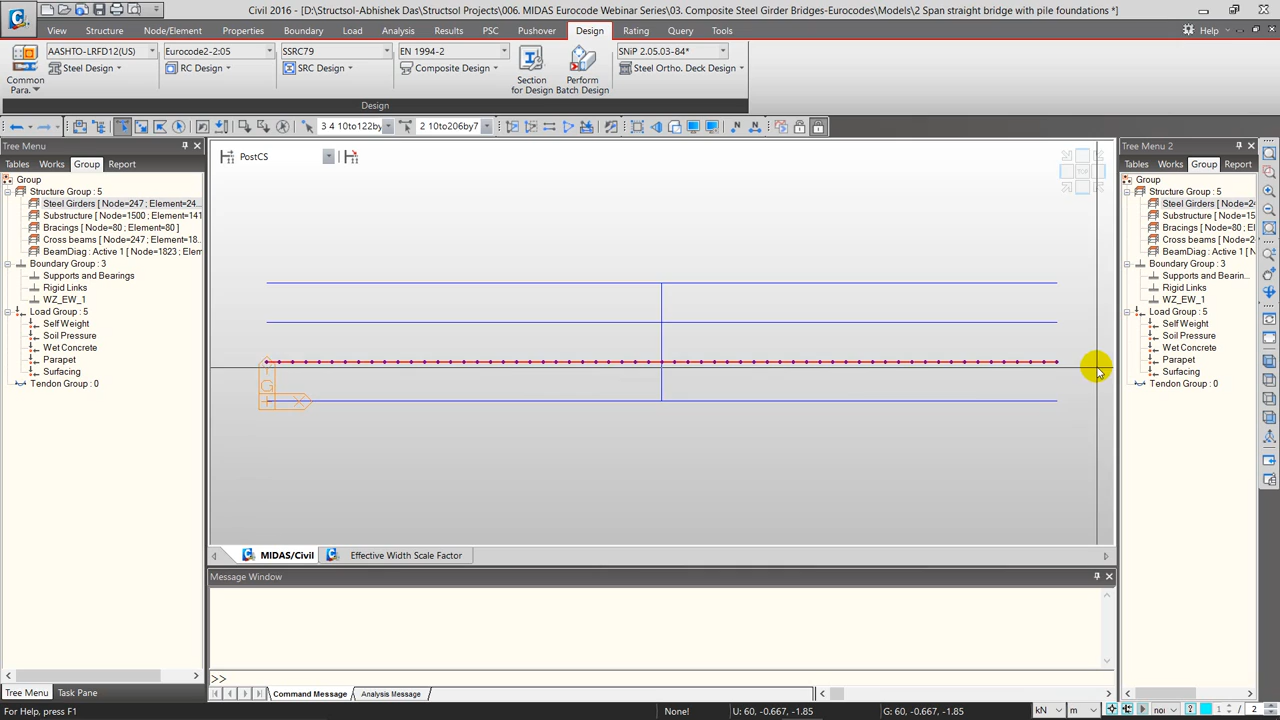 Civil 2016 - [D:\Structsol-Abhishek Das\Structsol Projects\006. MIDAS Eurocode Webinar Series\03. Composite Steel Girder Bridges-Eurocodes\Models\2 Span straight bridge with pile foundations *]
View Structure Node/Element Properties Boundary Load Analysis Results PSC Pushover Design Rating Query Tools Help
AASHTO-LRFD12(US) Eurocode2-2:05 SSRC79 EN 1994-2 SNiP 2.05.03-84*
Common Para. Steel Design RC Design SRC Design Composite Design Section for Design Perform Batch Design Steel Ortho. Deck Design
Design
3 4 10to122by 2 10to206by7
Tree Menu
Tables Works Group Report
Group
Structure Group : 5
Steel Girders [ Node=247 ; Element=24...
Substructure [ Node=1500 ; Element=141
Bracings [ Node=80 ; Element=80 ]
Cross beams [ Node=247 ; Element=18...
BeamDiag : Active 1 [ Node=1823 ; Elem
Boundary Group : 3
Supports and Bearings
Rigid Links
WZ_EW_1
Load Group : 5
Self Weight
Soil Pressure
Wet Concrete
Parapet
Surfacing
Tendon Group : 0
Tree Menu Task Pane
PostCS
TOP
G
X
MIDAS/Civil Effective Width Scale Factor
Message Window
>>
Command Message Analysis Message
Tree Menu 2
Tables Works Group Report
Group
Structure Group : 5
Steel Girders [ Node=24
Substructure [ Node=15
Bracings [ Node=80 ; El
Cross beams [ Node=2
BeamDiag : Active 1 [ N
Boundary Group : 3
Supports and Bearin...
Rigid Links
WZ_EW_1
Load Group : 5
Self Weight
Soil Pressure
Wet Concrete
Parapet
Surfacing
Tendon Group : 0
For Help, press F1 None! U: 60, -0.667, -1.85 G: 60, -0.667, -1.85 kN m nor 1 / 2